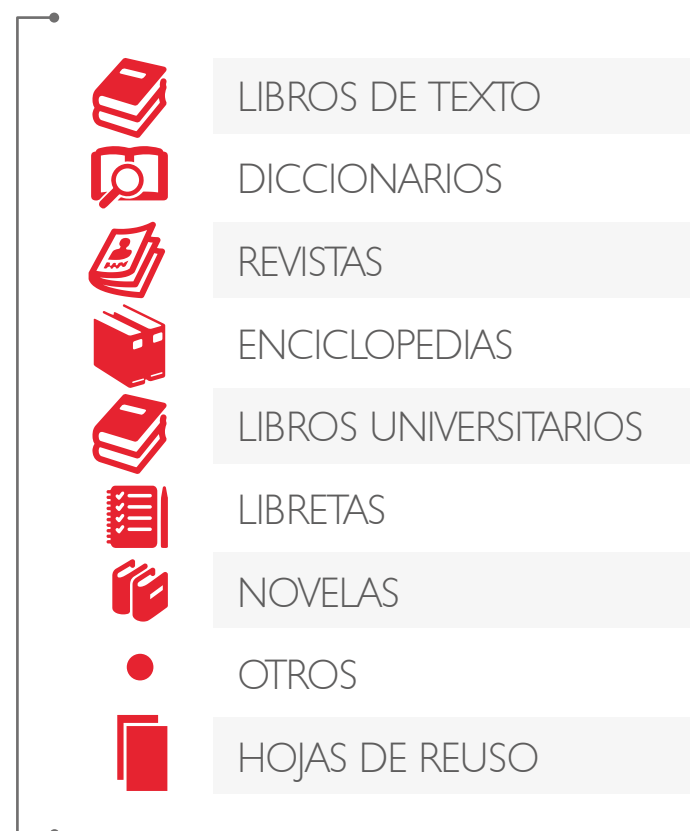 LIBROS DE TEXTO
DICCIONARIOS
REVISTAS
ENCICLOPEDIAS
LIBROS UNIVERSITARIOS
LIBRETAS
NOVELAS
OTROS
HOJAS DE REUSO